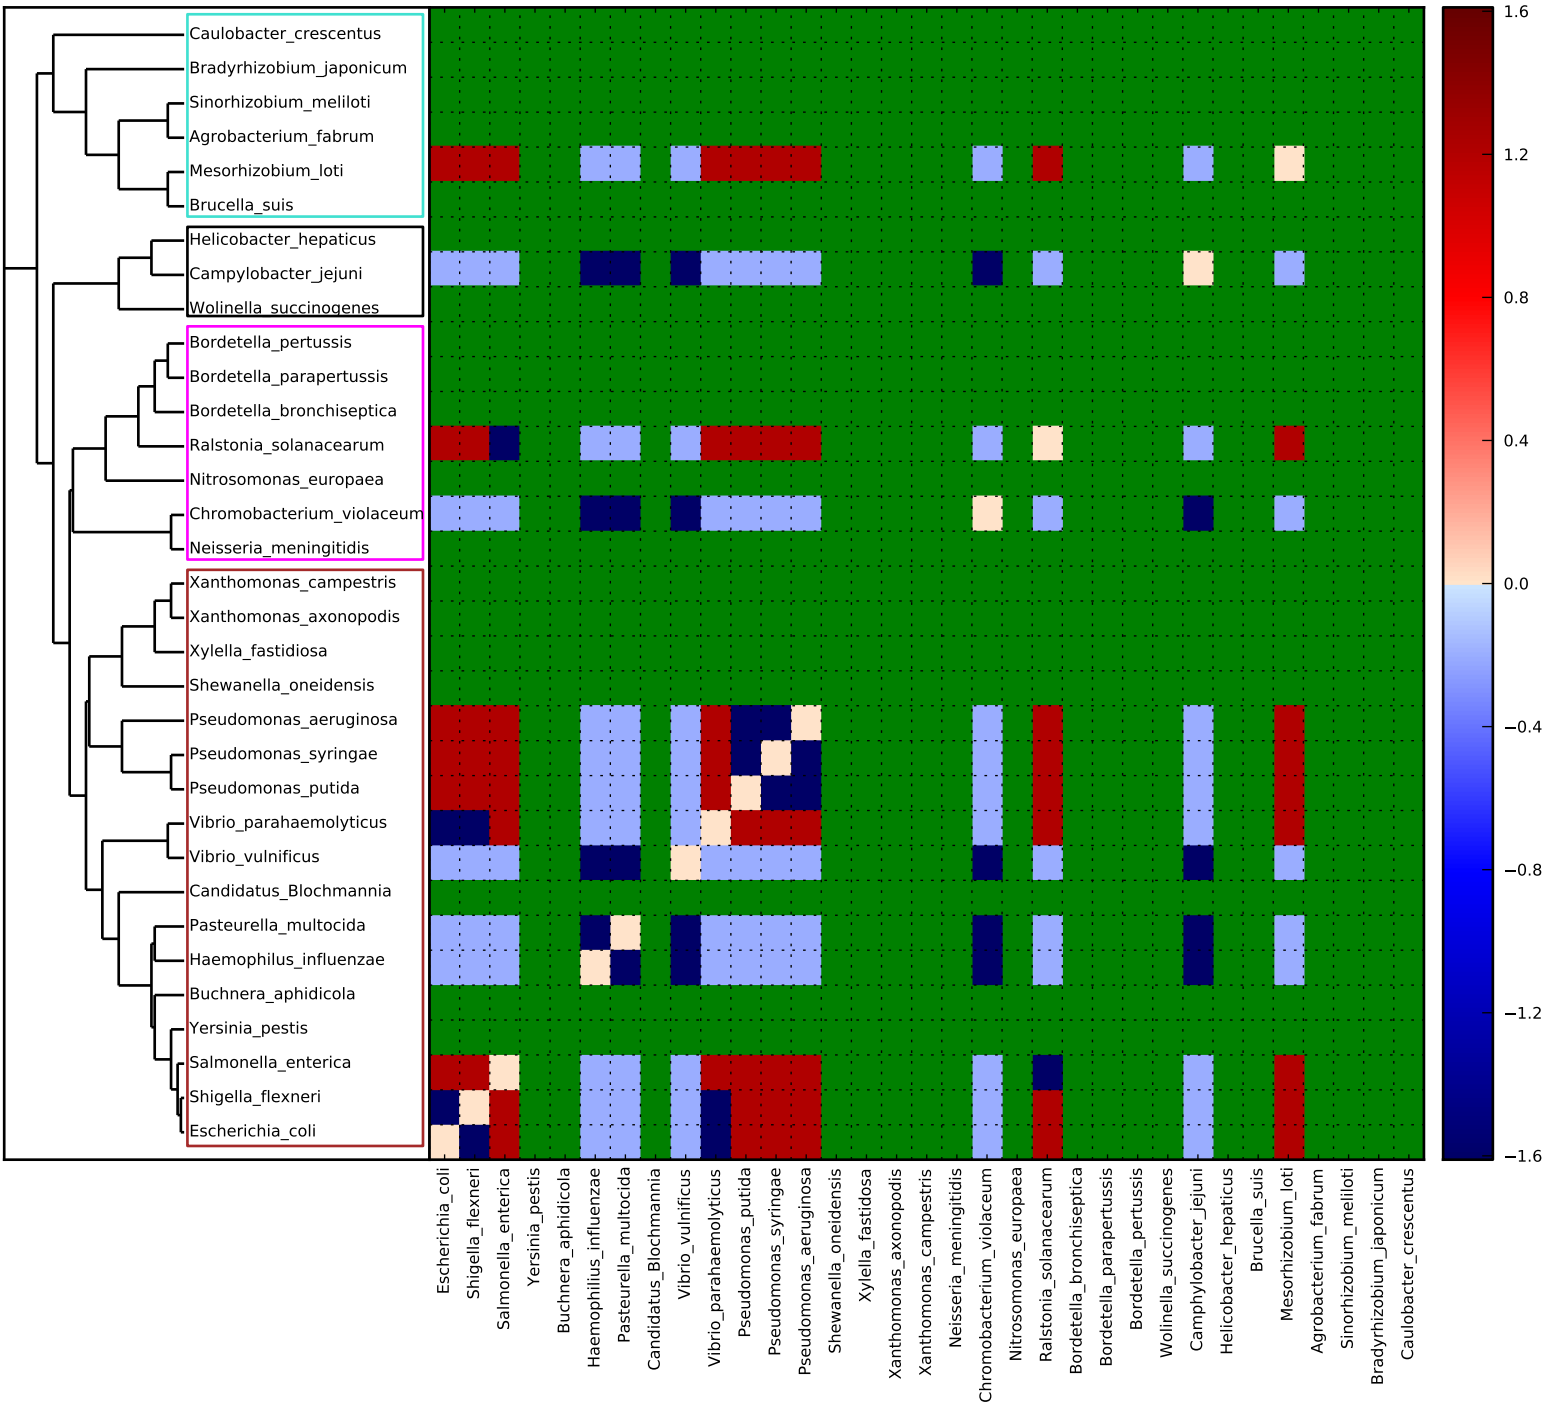 Caulobacter_crescentus
Bradyrhizobium_japonicum
Sinorhizobium_meliloti
Agrobacterium_fabrum
Mesorhizobium_loti
Brucella_suis
Helicobacter_hepaticus
Campylobacter_jejuni
Wolinella_succinogenes
Bordetella_pertussis
Bordetella_parapertussis
Bordetella_bronchiseptica
Ralstonia_solanacearum
Nitrosomonas_europaea
Chromobacterium_violaceum
Neisseria_meningitidis
Xanthomonas_campestris
Xanthomonas_axonopodis
Xylella_fastidiosa
Shewanella_oneidensis
Pseudomonas_aeruginosa
Pseudomonas_syringae
Pseudomonas_putida
Vibrio_parahaemolyticus
Vibrio_vulnificus
Candidatus_Blochmannia
Pasteurella_multocida
Haemophilus_influenzae
Buchnera_aphidicola
Yersinia_pestis
Salmonella_enterica
Shigella_flexneri
Escherichia_coli
1.6
1.2
0.8
0.4
0.0
−0.4
−0.8
−1.2
−1.6
Escherichia_coli
Shigella_flexneri
Salmonella_enterica
Yersinia_pestis
Buchnera_aphidicola
Haemophilius_influenzae
Pasteurella_multocida
Candidatus_Blochmannia
Vibrio_vulnificus
Vibrio_parahaemolyticus
Pseudomonas_putida
Pseudomonas_syringae
Pseudomonas_aeruginosa
Shewanella_oneidensis
Xylella_fastidosa
Xanthomonas_axonopodis
Xanthomonas_campestris
Neisseria_meningitidis
Chromobacterium_violaceum
Nitrosomonas_europaea
Ralstonia_solanacearum
Bordetella_bronchiseptica
Bordetella_parapertussis
Bordetella_pertussis
Wolinella_succinogenes
Camphylobacter_jejuni
Helicobacter_hepaticus
Brucella_suis
Mesorhizobium_loti
Agrobacterium_fabrum
Sinorhizobium_meliloti
Bradyrhizobium_japonicum
Caulobacter_crescentus